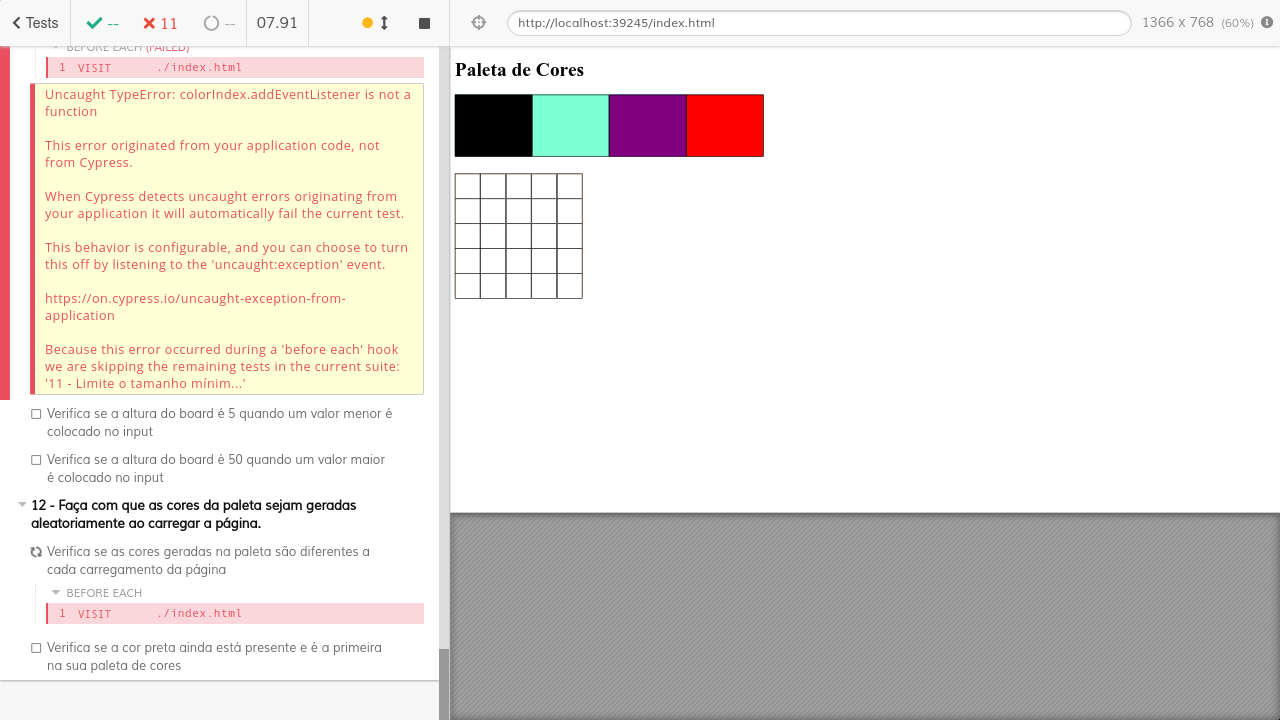 Tests
--
11
--
07.91
http://localhost:39245/index.html
1366 x 768 (60%)
BEFORE EACH (FAILED)
1 VISIT ./index.html
Uncaught TypeError: colorIndex.addEventListener is not a
function
This error originated from your application code, not
from Cypress.
When Cypress detects uncaught errors originating from
your application it will automatically fail the current test.
This behavior is configurable, and you can choose to turn
this off by listening to the 'uncaught:exception' event.
https://on.cypress.io/uncaught-exception-from-
application
Because this error occurred during a 'before each' hook
we are skipping the remaining tests in the current suite:
'11 - Limite o tamanho mínim...'
Verifica se a altura do board é 5 quando um valor menor é
colocado no input
Verifica se a altura do board é 50 quando um valor maior
é colocado no input
12 - Faça com que as cores da paleta sejam geradas
aleatoriamente ao carregar a página.
Verifica se as cores geradas na paleta são diferentes a
cada carregamento da página
BEFORE EACH
1 VISIT ./index.html
Verifica se a cor preta ainda está presente e é a primeira
na sua paleta de cores
Paleta de Cores